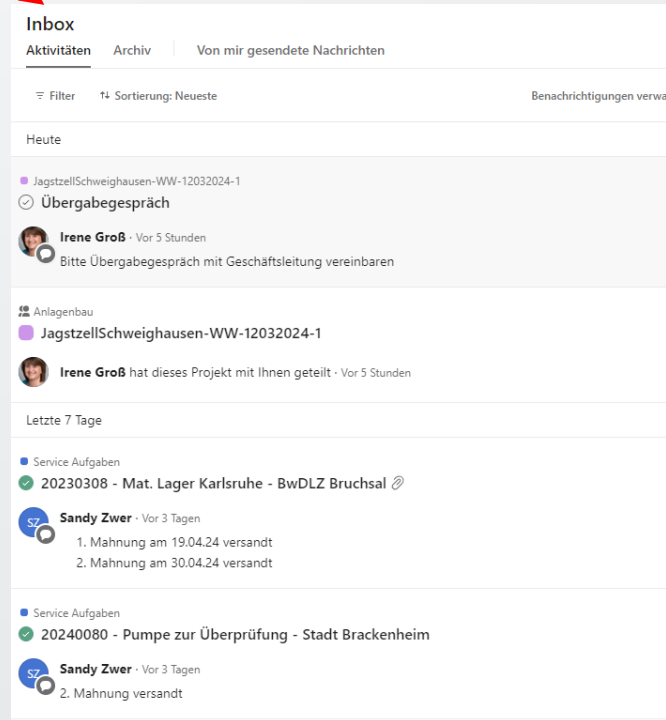 Inbox
Aktivitäten Archiv Von mir gesendete Nachrichten
Filter Sortierung: Neueste Benachrichtigungen verwa
Heute
JagstzellSchweighausen-WW-12032024-1
Übergabegespräch
Irene Groß · Vor 5 Stunden
Bitte Übergabegespräch mit Geschäftsleitung vereinbaren
Anlagenbau
JagstzellSchweighausen-WW-12032024-1
Irene Groß hat dieses Projekt mit Ihnen geteilt · Vor 5 Stunden
Letzte 7 Tage
Service Aufgaben
20230308 - Mat. Lager Karlsruhe - BwDLZ Bruchsal
SZ Sandy Zwer · Vor 3 Tagen
1. Mahnung am 19.04.24 versandt
2. Mahnung am 30.04.24 versandt
Service Aufgaben
20240080 - Pumpe zur Überprüfung - Stadt Brackenheim
SZ Sandy Zwer · Vor 3 Tagen
2. Mahnung versandt